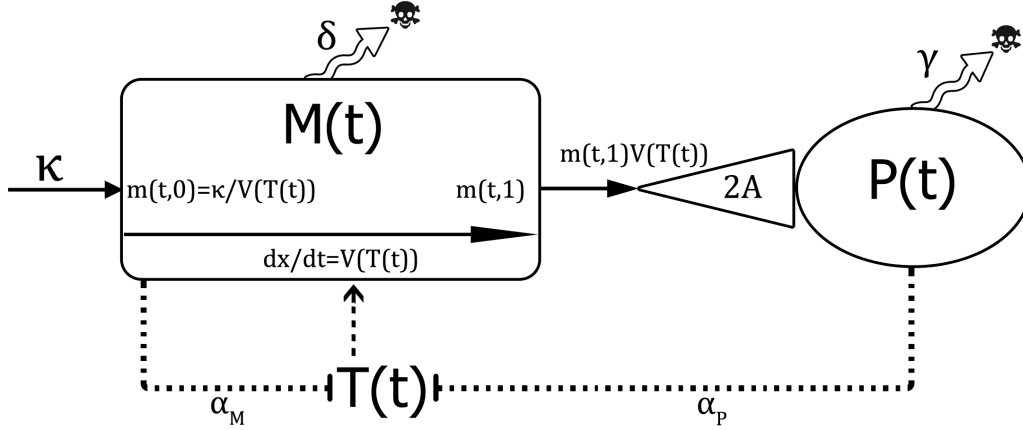 δ
γ
M(t)
κ
m(t,1)V(T(t))
m(t,0)=κ/V(T(t))
m(t,1)
2A
P(t)
dx/dt=V(T(t))
T(t)
α_M
α_P